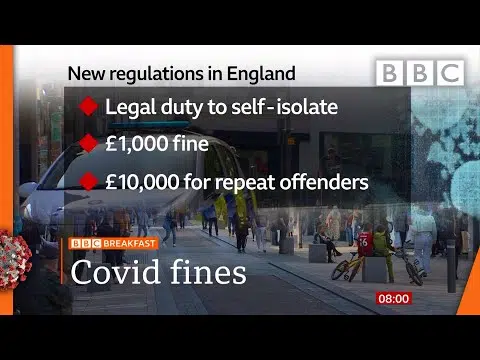 New regulations in England
BBC
Legal duty to self-isolate
£1,000 fine
£10,000 for repeat offenders
BBC BREAKFAST
Covid fines
08:00